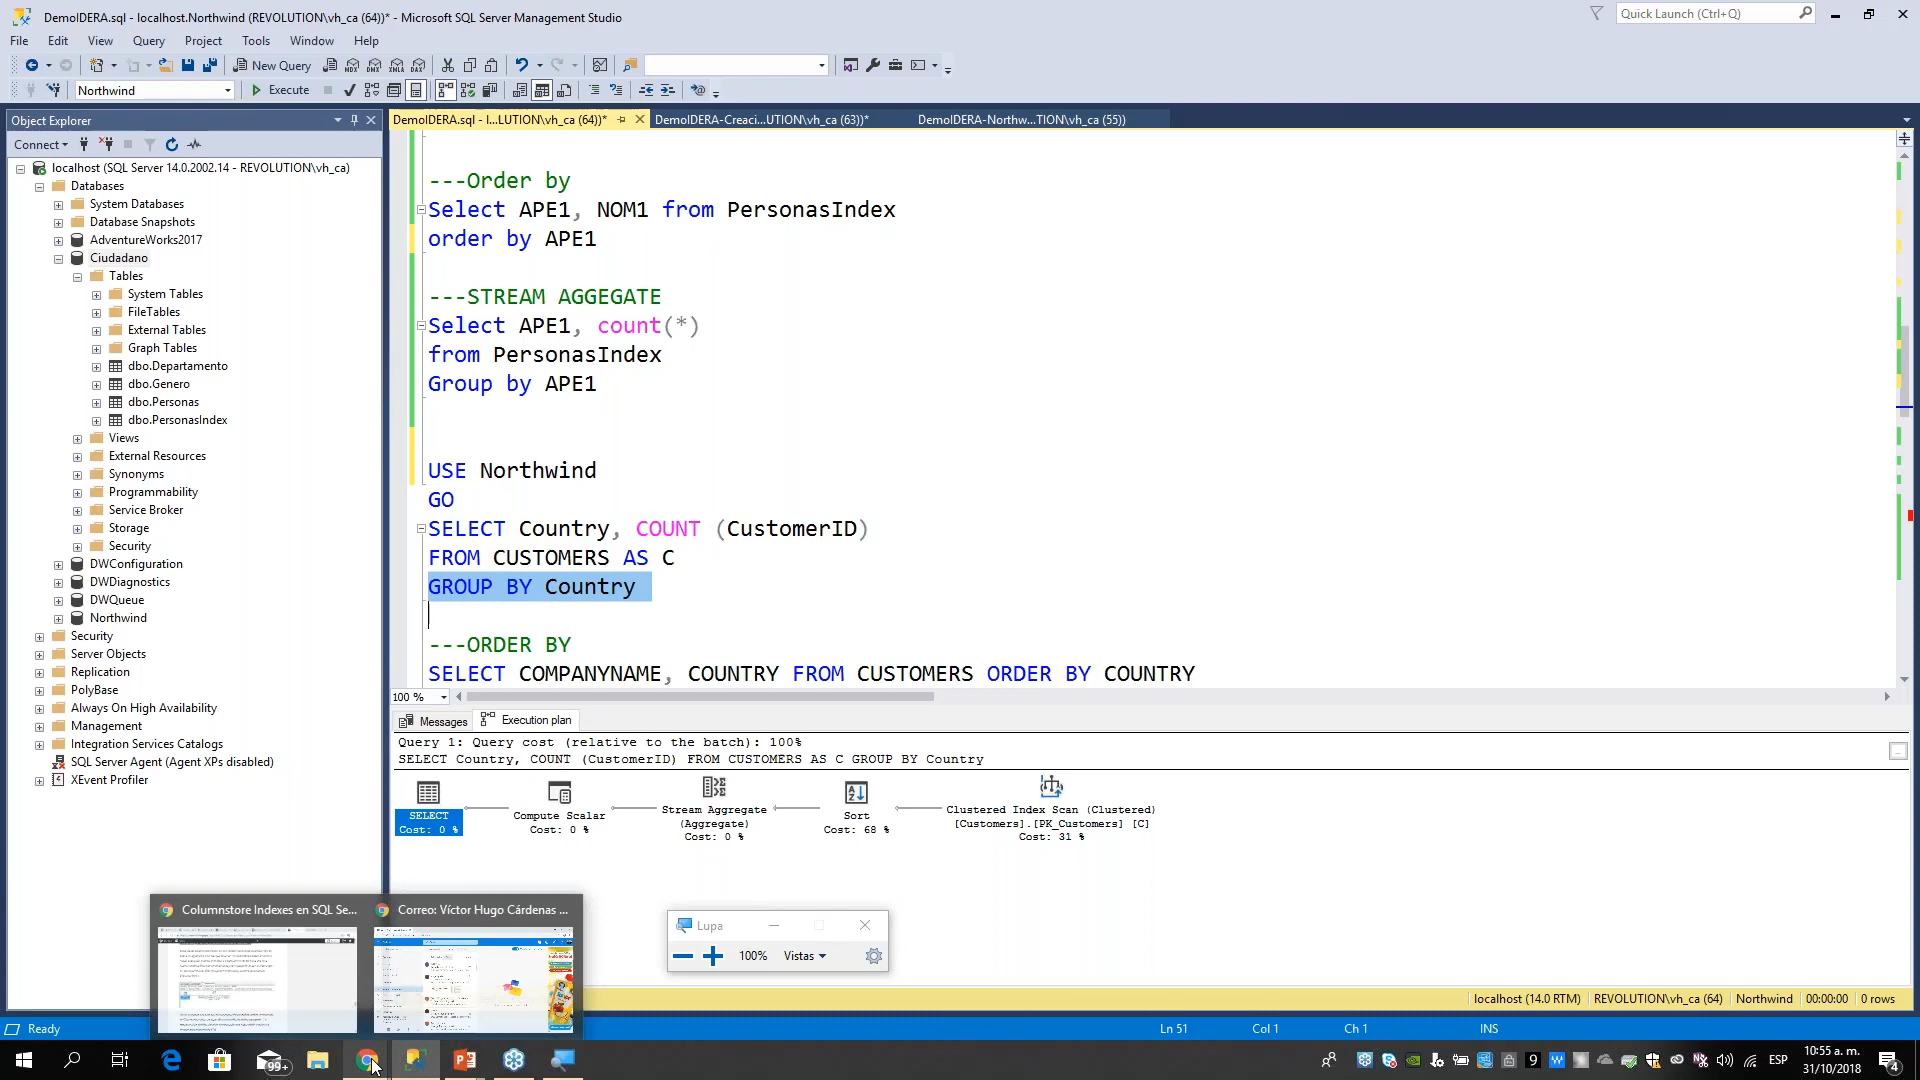 DemoIDERA.sql - localhost.Northwind (REVOLUTION\vh_ca (64))* - Microsoft SQL Server Management Studio
Quick Launch (Ctrl+Q)
File Edit View Query Project Tools Window Help
New Query
Northwind
Execute
Object Explorer
Connect
DemoIDERA.sql - l...LUTION\vh_ca (64))*
DemoIDERA-Creaci...UTION\vh_ca (63))*
DemoIDERA-Northw...TION\vh_ca (55))
localhost (SQL Server 14.0.2002.14 - REVOLUTION\vh_ca)
Databases
System Databases
Database Snapshots
AdventureWorks2017
Ciudadano
Tables
System Tables
FileTables
External Tables
Graph Tables
dbo.Departamento
dbo.Genero
dbo.Personas
dbo.PersonasIndex
Views
External Resources
Synonyms
Programmability
Service Broker
Storage
Security
DWConfiguration
DWDiagnostics
DWQueue
Northwind
Security
Server Objects
Replication
PolyBase
Always On High Availability
Management
Integration Services Catalogs
SQL Server Agent (Agent XPs disabled)
XEvent Profiler
---Order by
Select APE1, NOM1 from PersonasIndex
order by APE1
---STREAM AGGEGATE
Select APE1, count(*)
from PersonasIndex
Group by APE1
USE Northwind
GO
SELECT Country, COUNT (CustomerID)
FROM CUSTOMERS AS C
GROUP BY Country
---ORDER BY
SELECT COMPANYNAME, COUNTRY FROM CUSTOMERS ORDER BY COUNTRY
100 %
Messages Execution plan
Query 1: Query cost (relative to the batch): 100%
SELECT Country, COUNT (CustomerID) FROM CUSTOMERS AS C GROUP BY Country
SELECT
Cost: 0 %
Compute Scalar
Cost: 0 %
Stream Aggregate
(Aggregate)
Cost: 0 %
Sort
Cost: 68 %
Clustered Index Scan (Clustered)
[Customers].[PK_Customers] [C]
Cost: 31 %
Columnstore Indexes en SQL Se...
Correo: Víctor Hugo Cárdenas ...
Lupa
100% Vistas
localhost (14.0 RTM) REVOLUTION\vh_ca (64) Northwind 00:00:00 0 rows
Ready
Ln 51 Col 1 Ch 1 INS
99+
ESP
10:55 a. m.
31/10/2018
4